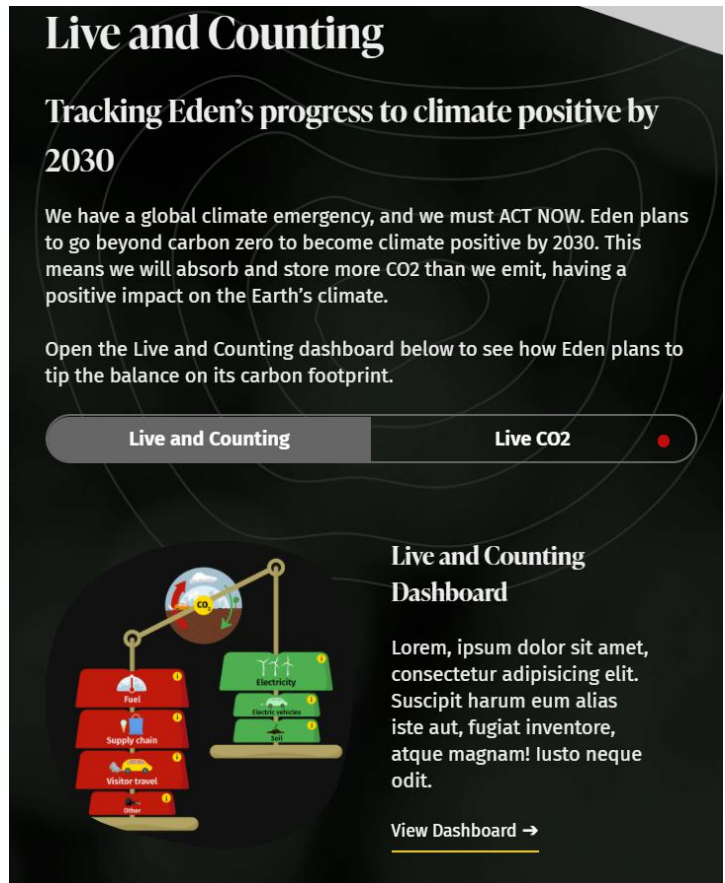 Live and Counting
Tracking Eden’s progress to climate positive by
2030
We have a global climate emergency, and we must ACT NOW. Eden plans
to go beyond carbon zero to become climate positive by 2030. This
means we will absorb and store more CO2 than we emit, having a
positive impact on the Earth’s climate.
Open the Live and Counting dashboard below to see how Eden plans to
tip the balance on its carbon footprint.
Live and Counting
Live CO2
CO₂
Fuel
Supply chain
Visitor travel
Other
Electricity
Electric vehicles
Soil
Live and Counting
Dashboard
Lorem, ipsum dolor sit amet,
consectetur adipisicing elit.
Suscipit harum eum alias
iste aut, fugiat inventore,
atque magnam! Iusto neque
odit.
View Dashboard ➔